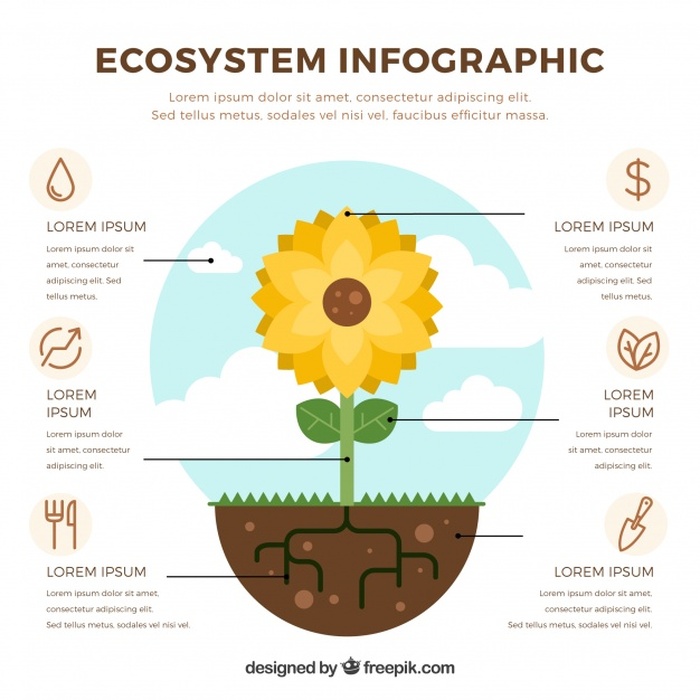 ECOSYSTEM INFOGRAPHIC
Lorem ipsum dolor sit amet, consectetur adipiscing elit.
Sed tellus metus, sodales vel nisi vel, faucibus efficitur massa.
LOREM IPSUM
Lorem ipsum dolor sit
amet, consectetur
adipiscing elit. Sed
tellus metus.
LOREM
IPSUM
Lorem ipsum dolor
sit amet, consectetur
adipiscing elit.
LOREM IPSUM
Lorem ipsum dolor sit amet,
consectetur adipiscing elit.
Sed tellus metus, sodales vel nisi vel.
$
LOREM IPSUM
Lorem ipsum dolor sit
amet, consectetur
adipiscing elit. Sed
tellus metus.
LOREM
IPSUM
Lorem ipsum dolor
sit amet, consectetur
adipiscing elit.
LOREM IPSUM
Lorem ipsum dolor sit amet,
consectetur adipiscing elit.
Sed tellus metus, sodales vel nisi vel.
designed by freepik.com